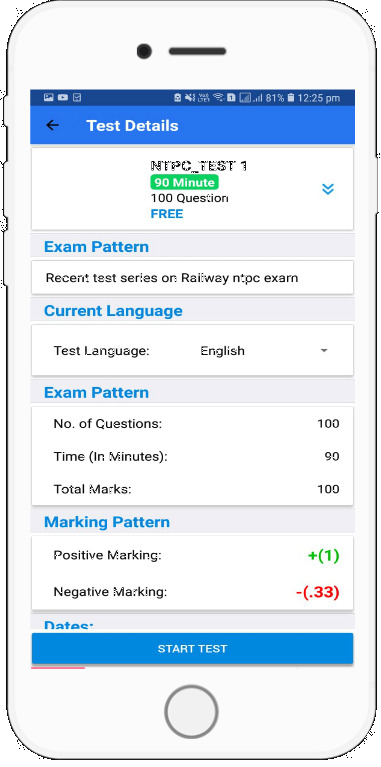 81% 12:25 pm
Test Details
NTPC_TEST 1
90 Minute
100 Question
FREE
Exam Pattern
Recent test series on Railway ntpc exam
Current Language
Test Language: English
Exam Pattern
No. of Questions: 100
Time (In Minutes): 90
Total Marks: 100
Marking Pattern
Positive Marking: +(1)
Negative Marking: -(.33)
Dates:
START TEST